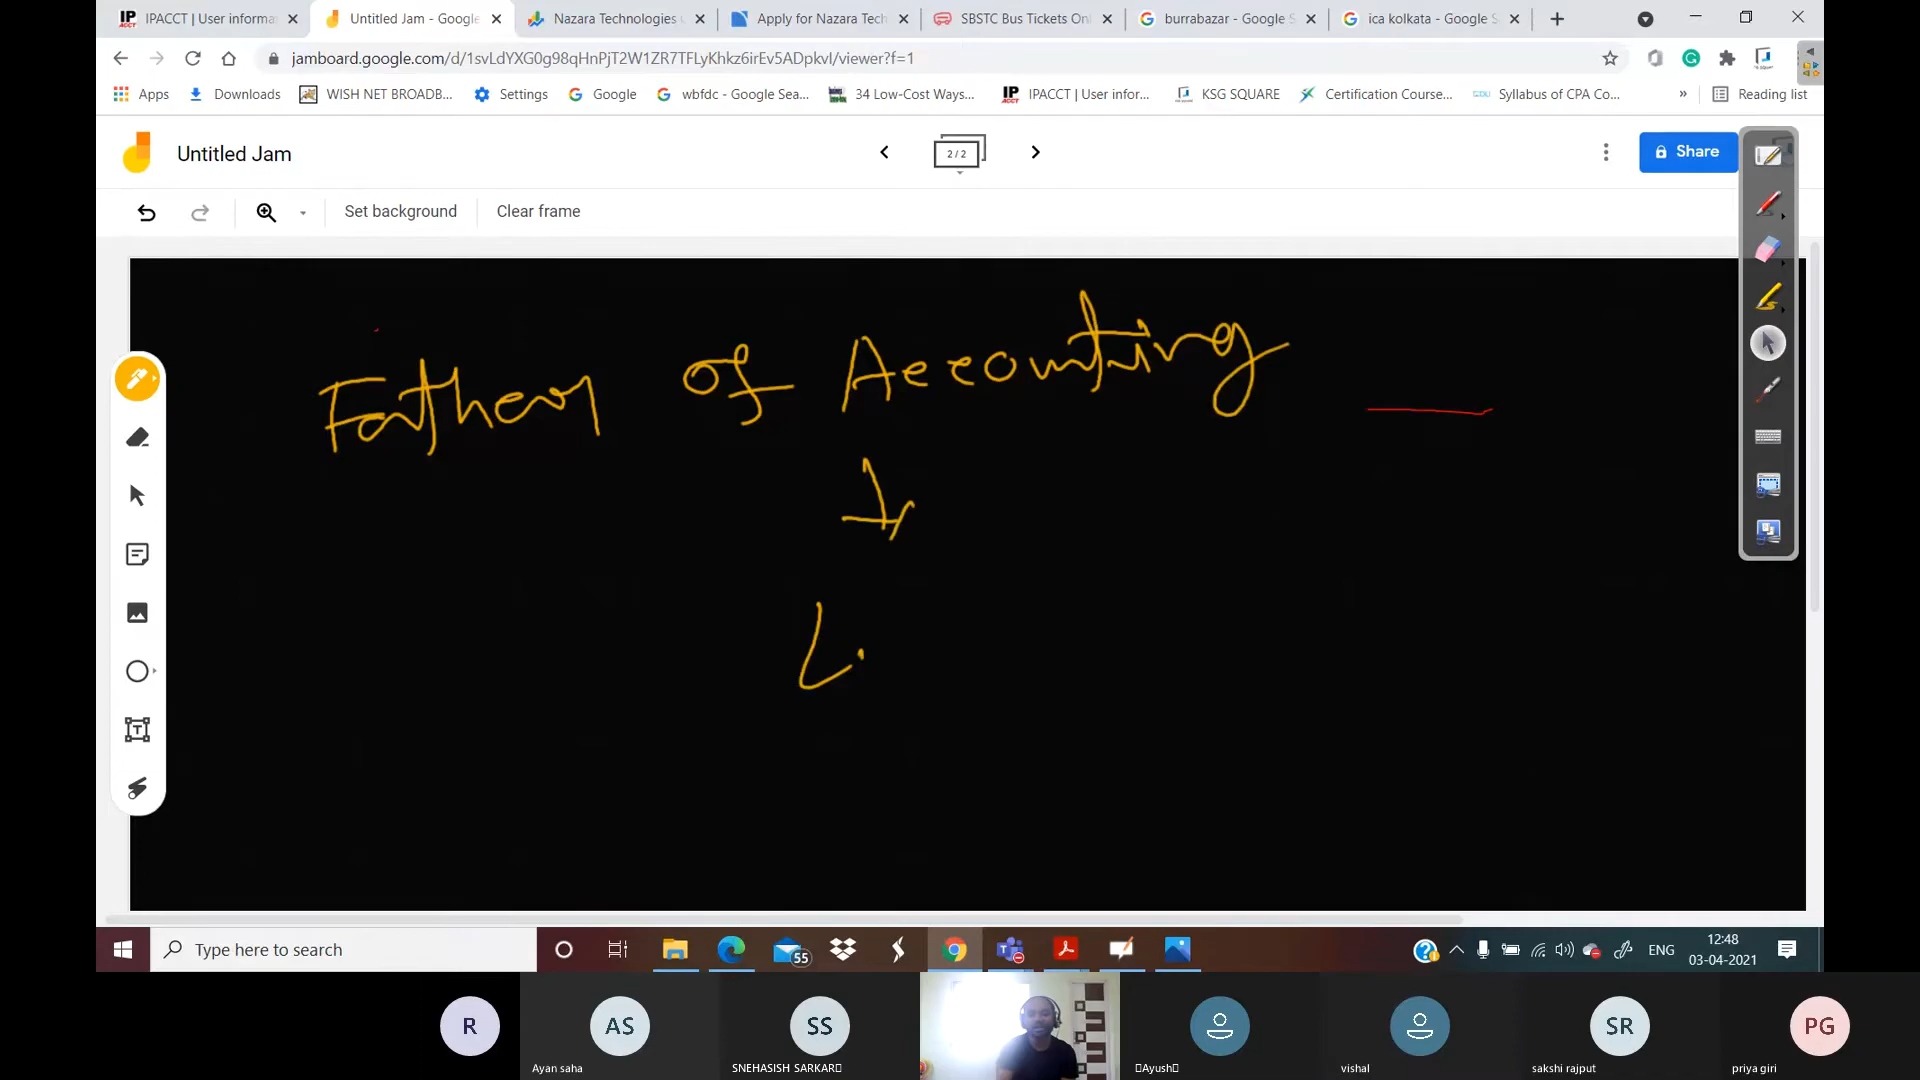 IPACCT | User informa
Untitled Jam - Google
Nazara Technologies
Apply for Nazara Tech
SBSTC Bus Tickets Onl
burrabazar - Google S
ica kolkata - Google S
jamboard.google.com/d/1svLdYXG0g98qHnPjT2W1ZR7TFLyKhkz6irEv5ADpkvI/viewer?f=1
Apps
Downloads
WISH NET BROADB...
Settings
Google
wbfdc - Google Sea...
34 Low-Cost Ways...
IPACCT | User infor...
KSG SQUARE
Certification Course...
Syllabus of CPA Co...
»
Reading list
Untitled Jam
2 / 2
Share
Set background
Clear frame
Father of Accounting
L.
Type here to search
55
ENG
12:48
03-04-2021
R
AS
SS
SR
PG
Ayan saha
SNEHASISH SARKAR
Ayush
vishal
sakshi rajput
priya giri